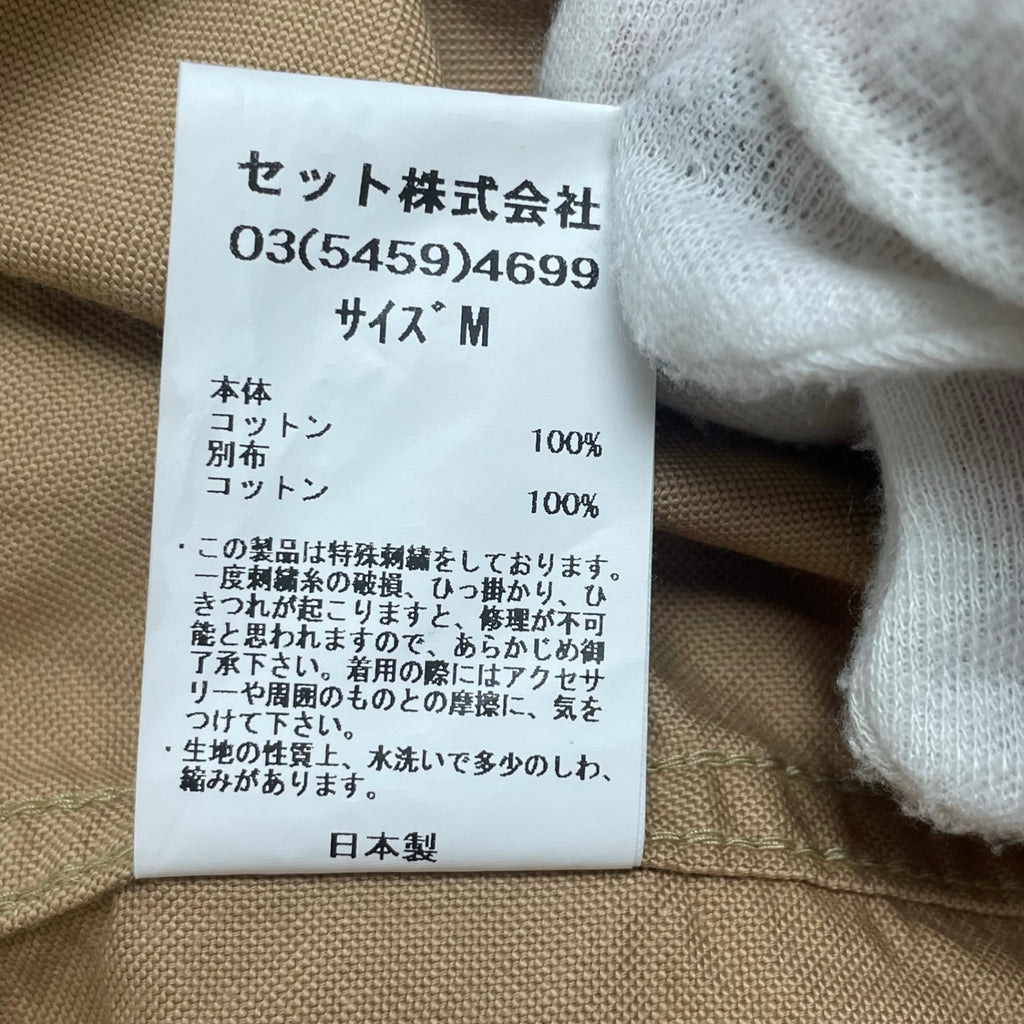 セット株式会社
03(5459)4699
サイズ M
本体
コットン 100%
別布
コットン 100%
・この製品は特殊刺繍をしております。
一度刺繍糸の破損、ひっ掛かり、ひ
きつれが起こりますと、修理が不可
能と思われますので、あらかじめ御
了承下さい。着用の際にはアクセサ
リーや周囲のものとの摩擦に、気を
つけて下さい。
・生地の性質上、水洗いで多少のしわ、
縮みがあります。
日本製